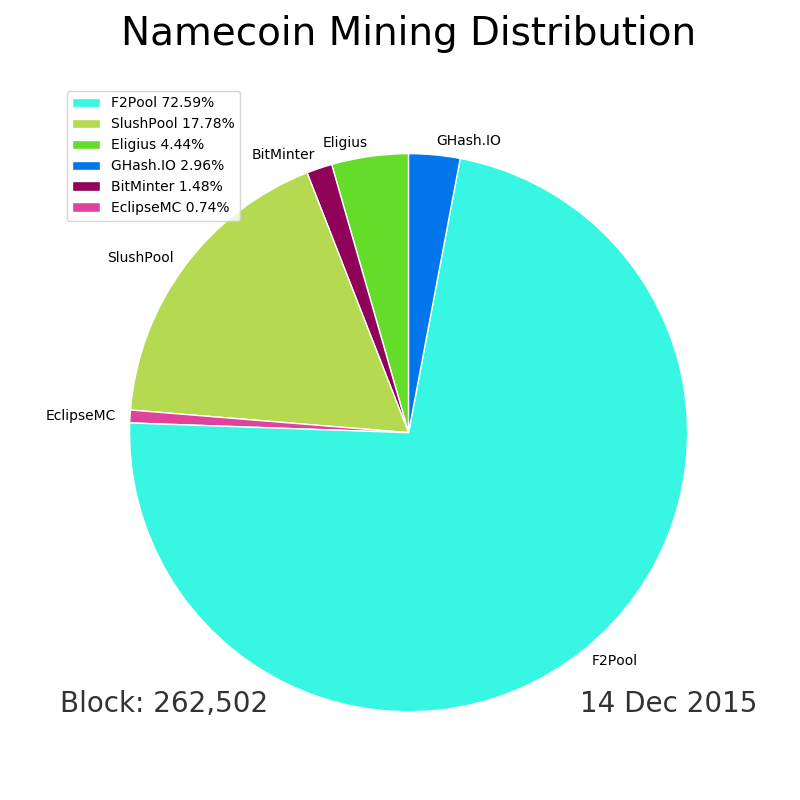 Namecoin Mining Distribution
F2Pool 72.59%
SlushPool 17.78%
Eligius 4.44%
GHash.IO 2.96%
BitMinter 1.48%
EclipseMC 0.74%
GHash.IO
Eligius
BitMinter
SlushPool
EclipseMC
F2Pool
Block: 262,502
14 Dec 2015